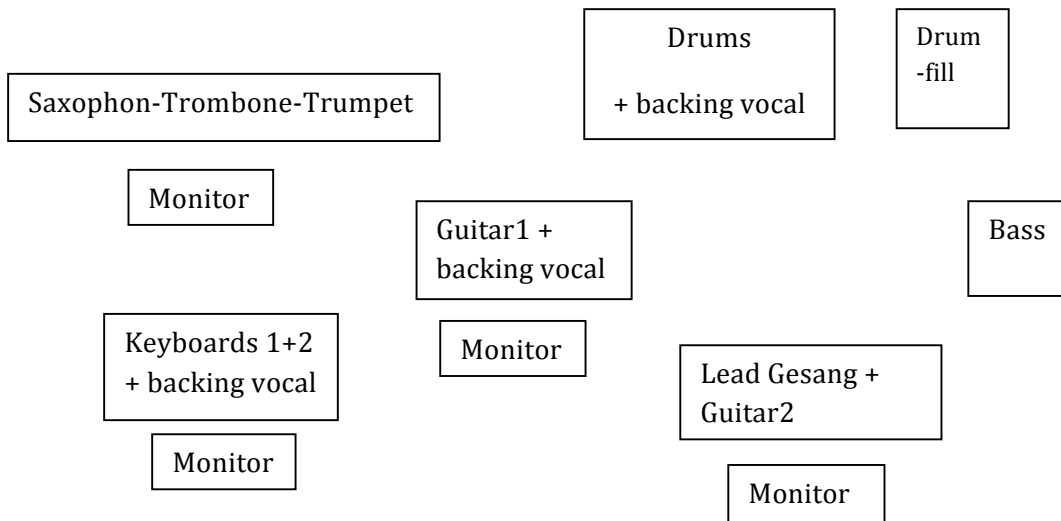 Drums
+ backing vocal
Drum
-fill
Saxophon-Trombone-Trumpet
Monitor
Guitar1 +
backing vocal
Bass
Monitor
Keyboards 1+2
+ backing vocal
Lead Gesang +
Guitar2
Monitor
Monitor